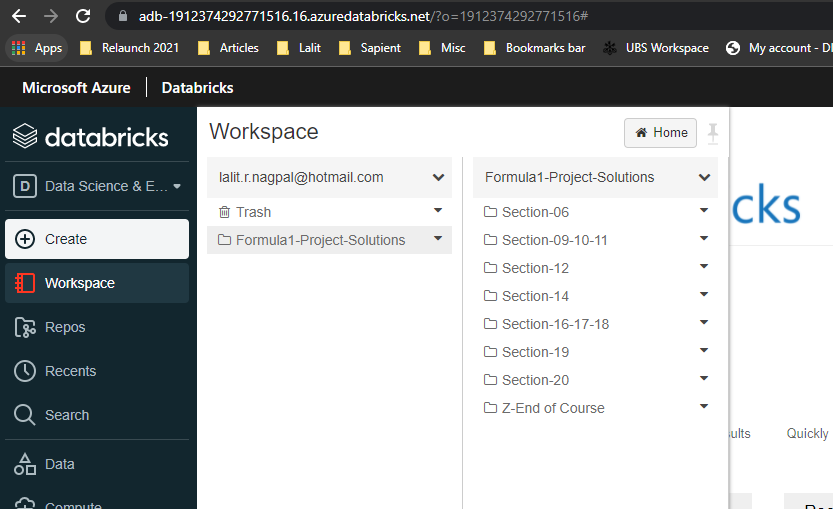 adb-1912374292771516.16.azuredatabricks.net/?o=1912374292771516#
Apps Relaunch 2021 Articles Lalit Sapient Misc Bookmarks bar UBS Workspace My account - DI
Microsoft Azure Databricks
databricks
D Data Science & E...
Create
Workspace
Repos
Recents
Search
Data
Compute
Workspace
Home
lalit.r.nagpal@hotmail.com
Trash
Formula1-Project-Solutions
Formula1-Project-Solutions
Section-06
Section-09-10-11
Section-12
Section-14
Section-16-17-18
Section-19
Section-20
Z-End of Course
cks
sults Quickly